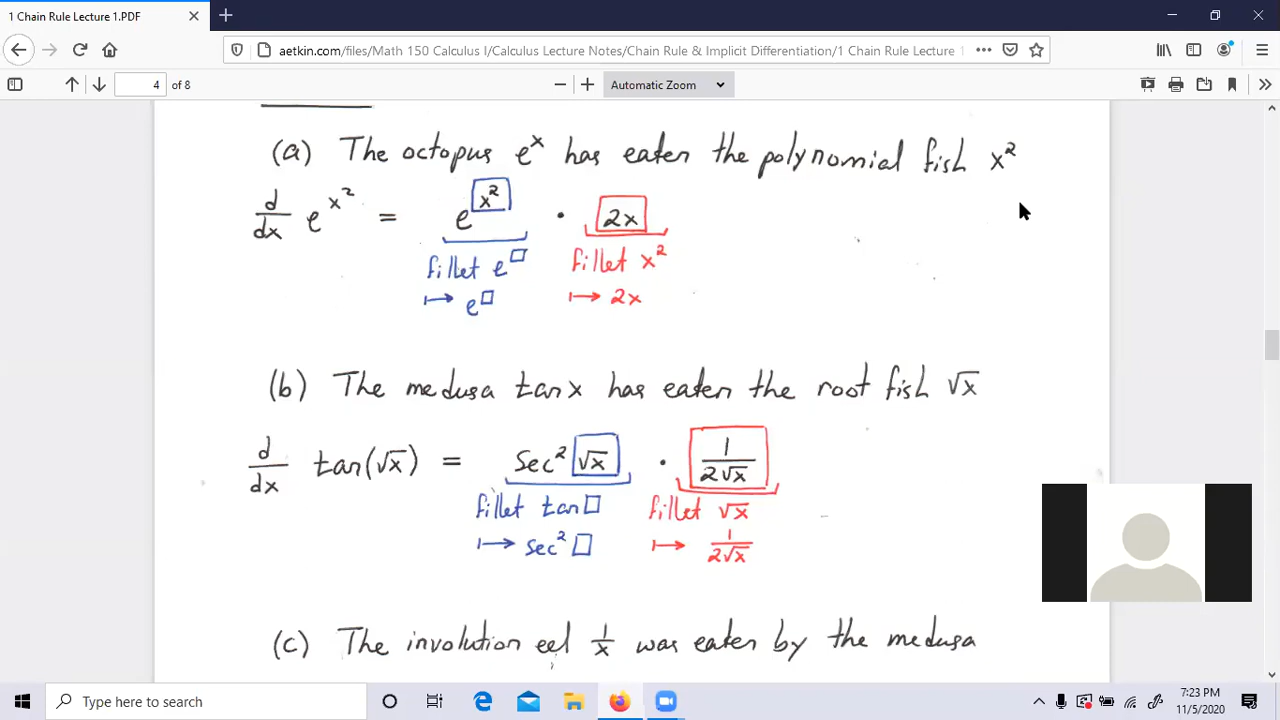 1 Chain Rule Lecture 1.PDF
aetkin.com/files/Math 150 Calculus I/Calculus Lecture Notes/Chain Rule & Implicit Differentiation/1 Chain Rule Lecture 1
4 of 8 Automatic Zoom
(a) The octopus e^x has eaten the polynomial fish x²
d/dx e^x² = e^x² · 2x
fillet e^□ fillet x²
↦ e^□ ↦ 2x
(b) The medusa tan x has eaten the root fish √x
d/dx tan(√x) = sec² √x · 1/2√x
fillet tan □ fillet √x
↦ sec² □ ↦ 1/2√x
(c) The involution eel 1/x was eaten by the medusa
Type here to search
7:23 PM
11/5/2020